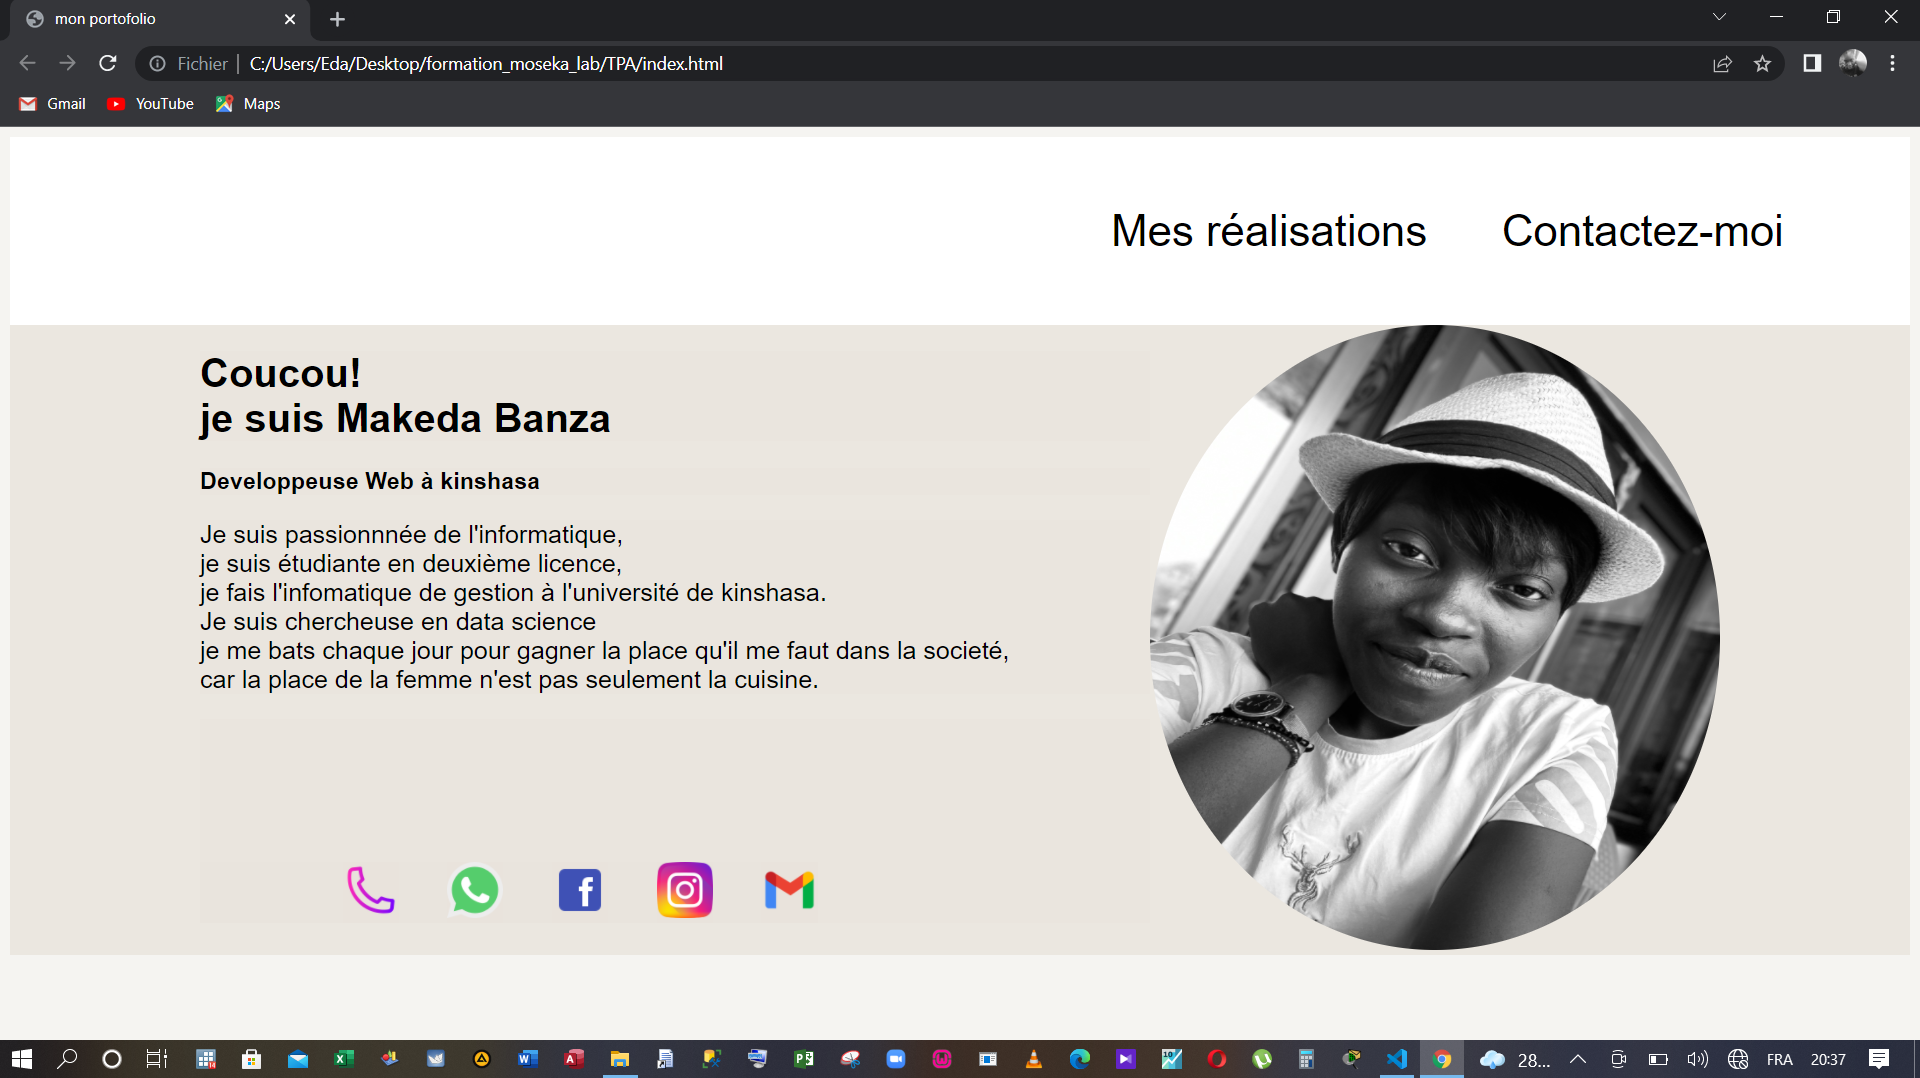 mon portofolio
Fichier | C:/Users/Eda/Desktop/formation_moseka_lab/TPA/index.html
Gmail YouTube Maps
Mes réalisations Contactez-moi
Coucou!
je suis Makeda Banza
Developpeuse Web à kinshasa
Je suis passionnnée de l'informatique,
je suis étudiante en deuxième licence,
je fais l'infomatique de gestion à l'université de kinshasa.
Je suis chercheuse en data science
je me bats chaque jour pour gagner la place qu'il me faut dans la societé,
car la place de la femme n'est pas seulement la cuisine.
28... FRA 20:37